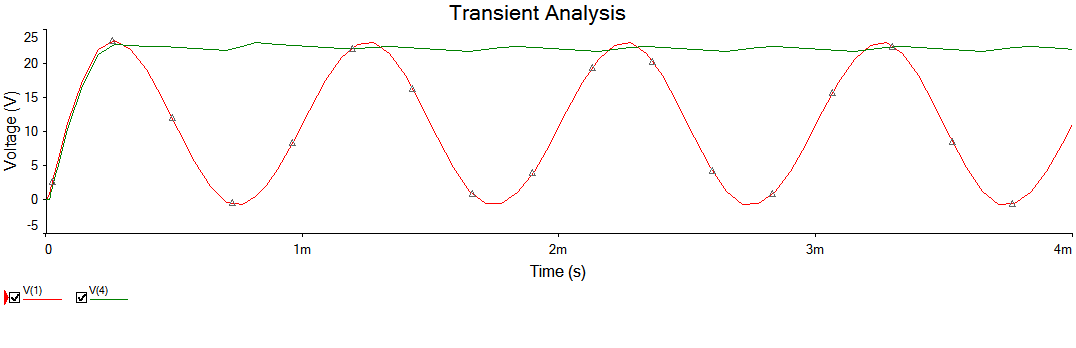 Transient Analysis
25
20
15
10
5
0
-5
Voltage (V)
0 1m 2m 3m 4m
Time (s)
V(1) V(4)